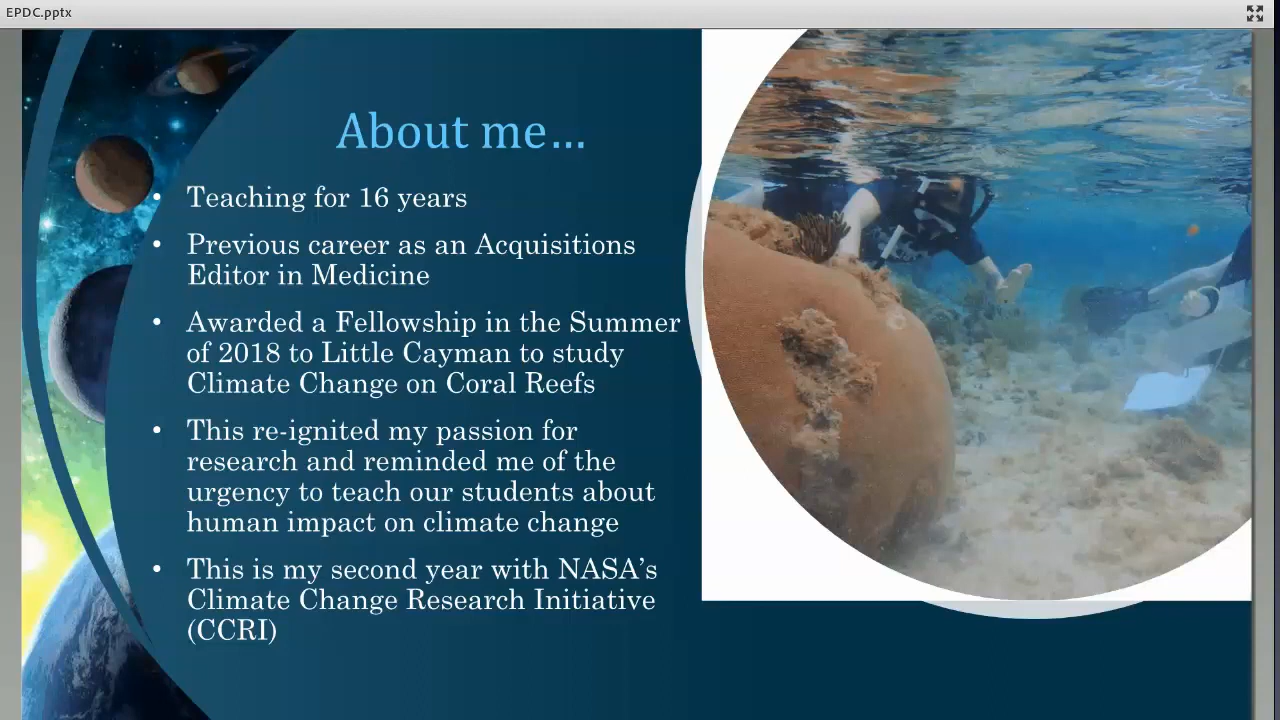 EPDC.pptx
About me...
• Teaching for 16 years
• Previous career as an Acquisitions
Editor in Medicine
• Awarded a Fellowship in the Summer
of 2018 to Little Cayman to study
Climate Change on Coral Reefs
• This re-ignited my passion for
research and reminded me of the
urgency to teach our students about
human impact on climate change
• This is my second year with NASA’s
Climate Change Research Initiative
(CCRI)